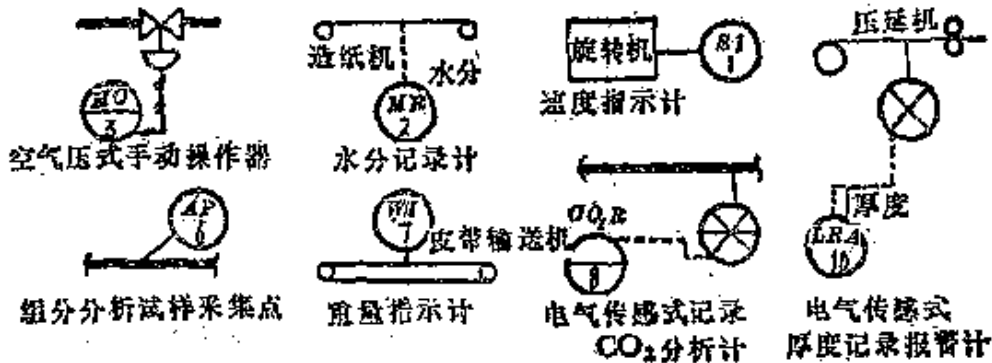 造纸机
水分
旋转机
压延机
HO
3
MR
2
SI
1
空气压式手动操作器
水分记录计
速度指示计
厚度
AP
6
WI
7
皮带输送机
CO₂R
8
LRA
10
组分分析试样采集点
重量指示计
电气传感式记录
CO₂分析计
电气传感式
厚度记录报警计